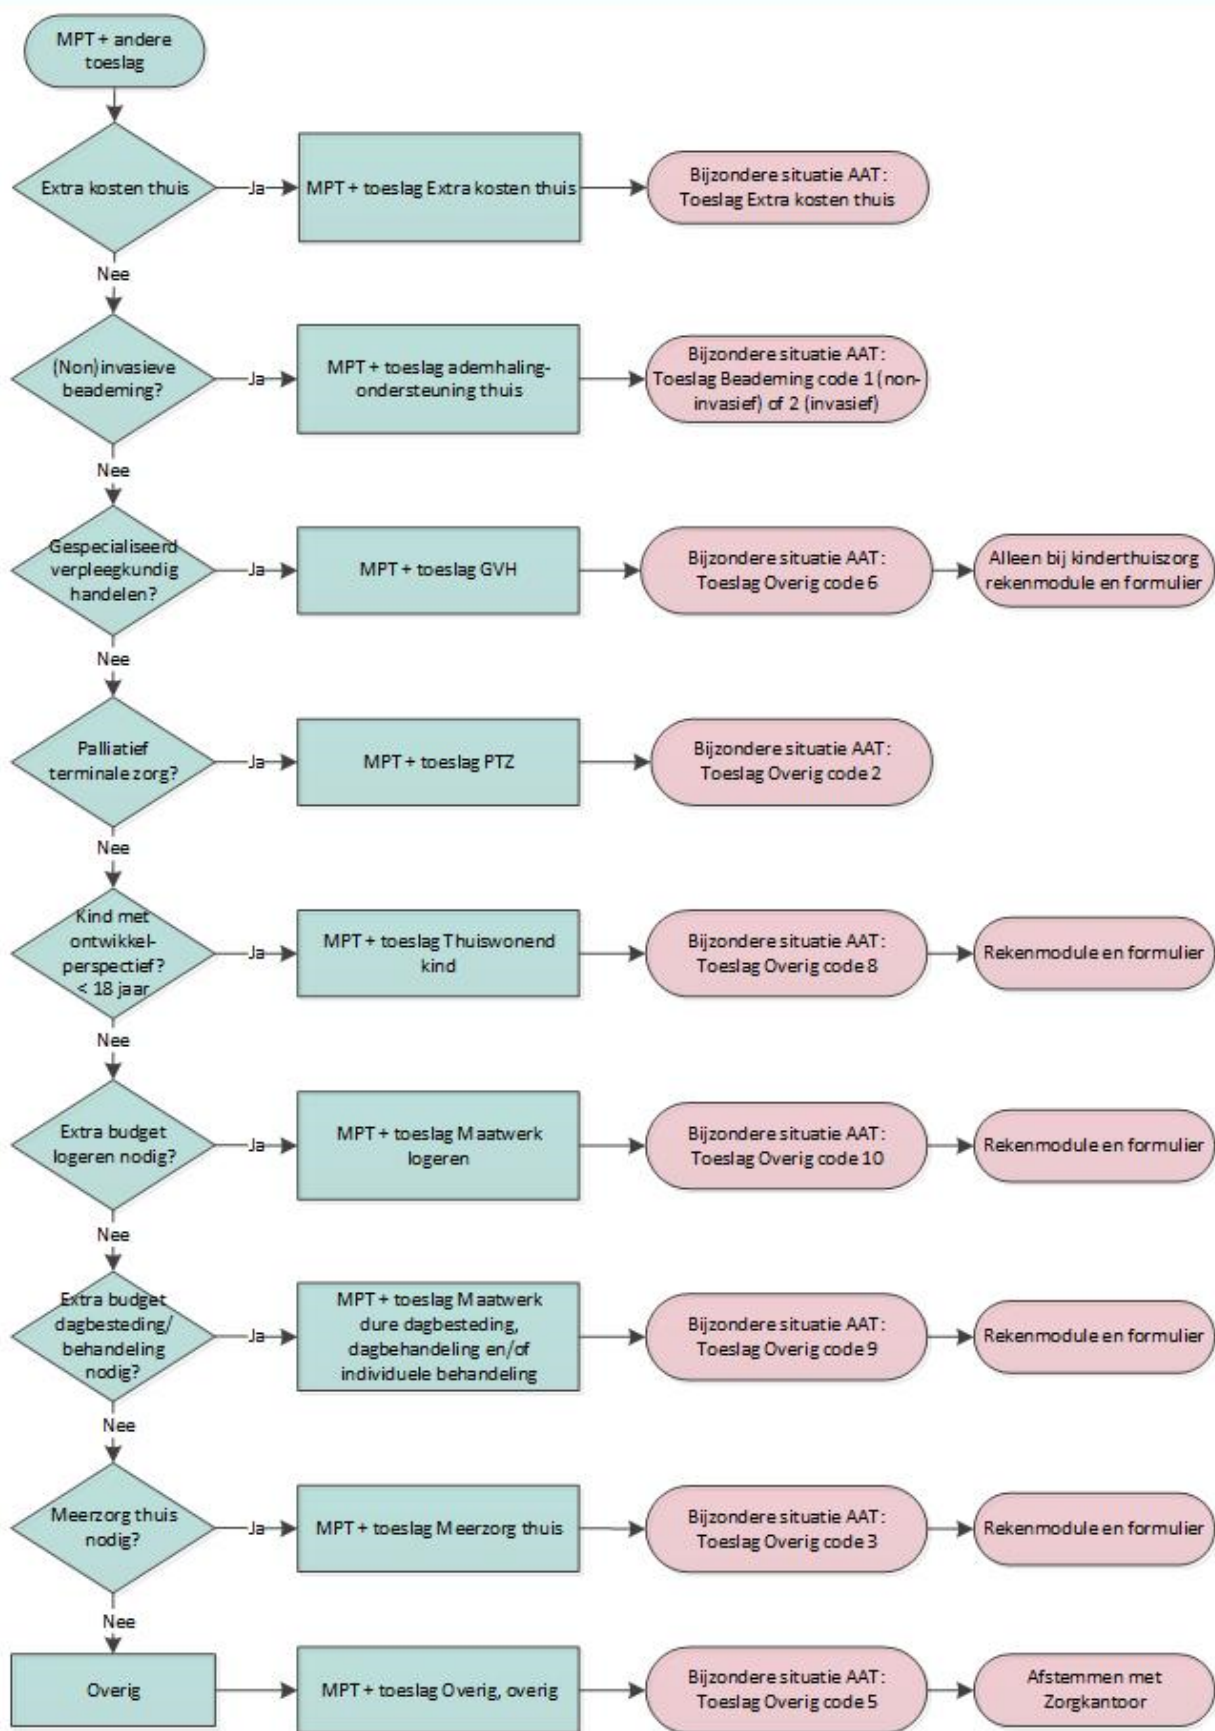 MPT + andere
toeslag
Extra kosten thuis
Ja
MPT + toeslag Extra kosten thuis
Bijzondere situatie AAT:
Toeslag Extra kosten thuis
Nee
(Non)invasieve
beademing?
Ja
MPT + toeslag ademhaling-
ondersteuning thuis
Bijzondere situatie AAT:
Toeslag Beademing code 1 (non-
invasief) of 2 (invasief)
Nee
Gespecialiseerd
verpleegkundig
handelen?
Ja
MPT + toeslag GVH
Bijzondere situatie AAT:
Toeslag Overig code 6
Alleen bij kinderthuiszorg
rekenmodule en formulier
Nee
Palliatief
terminale zorg?
Ja
MPT + toeslag PTZ
Bijzondere situatie AAT:
Toeslag Overig code 2
Nee
Kind met
ontwikkel-
perspectief?
< 18 jaar
Ja
MPT + toeslag Thuiswonend
kind
Bijzondere situatie AAT:
Toeslag Overig code 8
Rekenmodule en formulier
Nee
Extra budget
logeren nodig?
Ja
MPT + toeslag Maatwerk
logeren
Bijzondere situatie AAT:
Toeslag Overig code 10
Rekenmodule en formulier
Nee
Extra budget
dagbesteding/
behandeling
nodig?
Ja
MPT + toeslag Maatwerk
dure dagbesteding,
dagbehandeling en/of
individuele behandeling
Bijzondere situatie AAT:
Toeslag Overig code 9
Rekenmodule en formulier
Nee
Meerzorg thuis
nodig?
Ja
MPT + toeslag Meerzorg thuis
Bijzondere situatie AAT:
Toeslag Overig code 3
Rekenmodule en formulier
Nee
Overig
MPT + toeslag Overig, overig
Bijzondere situatie AAT:
Toeslag Overig code 5
Afstemmen met
Zorgkantoor